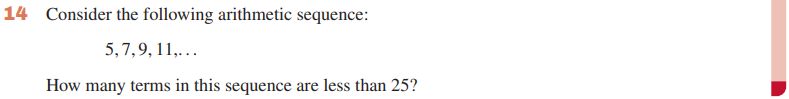 14 Consider the following arithmetic sequence:
5, 7, 9, 11,...
How many terms in this sequence are less than 25?